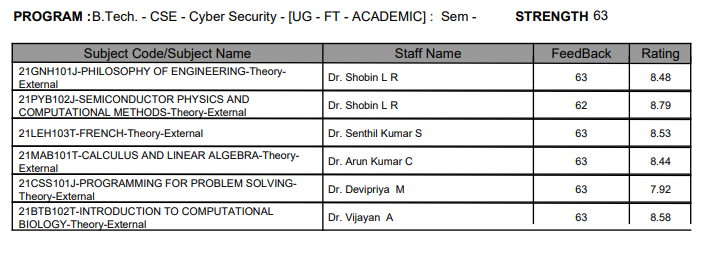 PROGRAM :B.Tech. - CSE - Cyber Security - [UG - FT - ACADEMIC] : Sem - STRENGTH 63
Subject Code/Subject Name Staff Name FeedBack Rating
21GNH101J-PHILOSOPHY OF ENGINEERING-Theory-
External Dr. Shobin L R 63 8.48
21PYB102J-SEMICONDUCTOR PHYSICS AND
COMPUTATIONAL METHODS-Theory-External Dr. Shobin L R 62 8.79
21LEH103T-FRENCH-Theory-External Dr. Senthil Kumar S 63 8.53
21MAB101T-CALCULUS AND LINEAR ALGEBRA-Theory-
External Dr. Arun Kumar C 63 8.44
21CSS101J-PROGRAMMING FOR PROBLEM SOLVING-
Theory-External Dr. Devipriya M 63 7.92
21BTB102T-INTRODUCTION TO COMPUTATIONAL
BIOLOGY-Theory-External Dr. Vijayan A 63 8.58